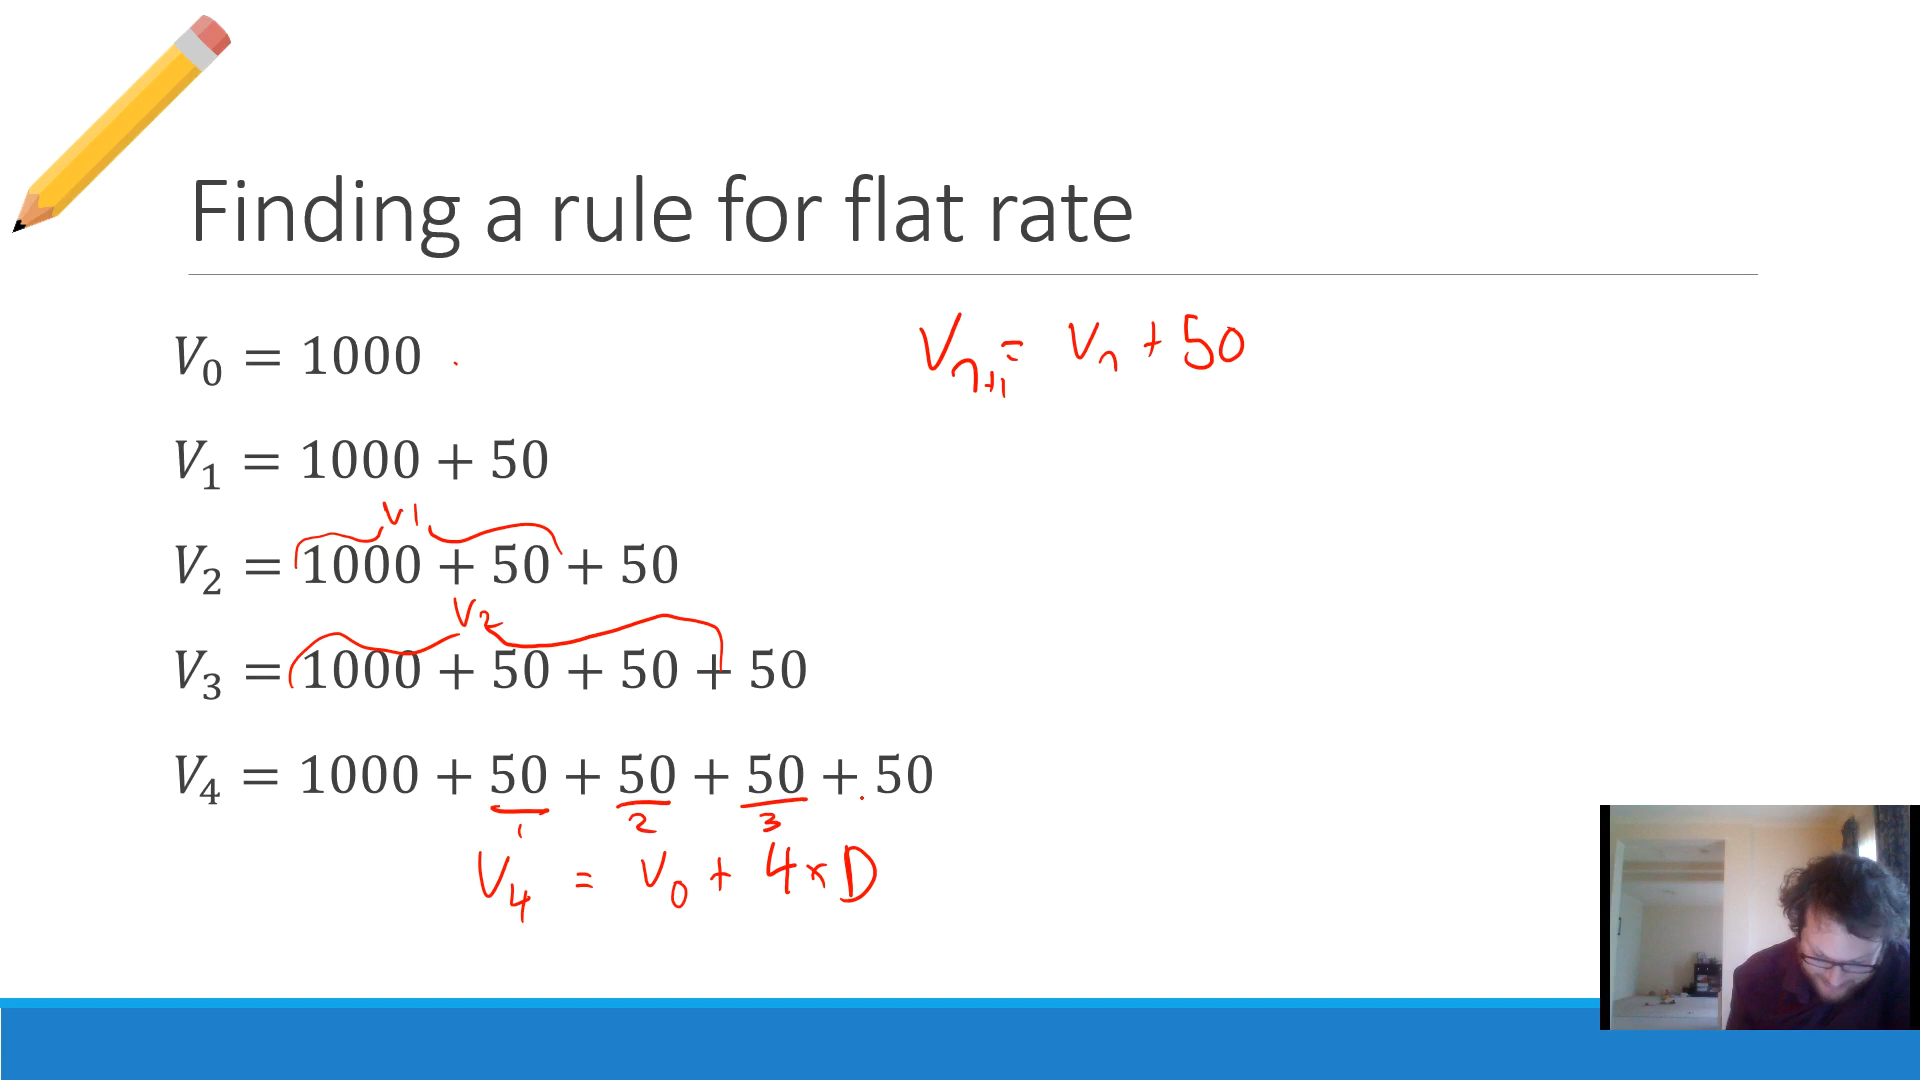 Finding a rule for flat rate
V₀ = 1000
Vₙ₊₁ = Vₙ + 50
V₁ = 1000 + 50
V1
V₂ = 1000 + 50 + 50
V₂
V₃ = 1000 + 50 + 50 + 50
V₄ = 1000 + 50 + 50 + 50 + 50
1 2 3
V₄ = V₀ + 4 × D